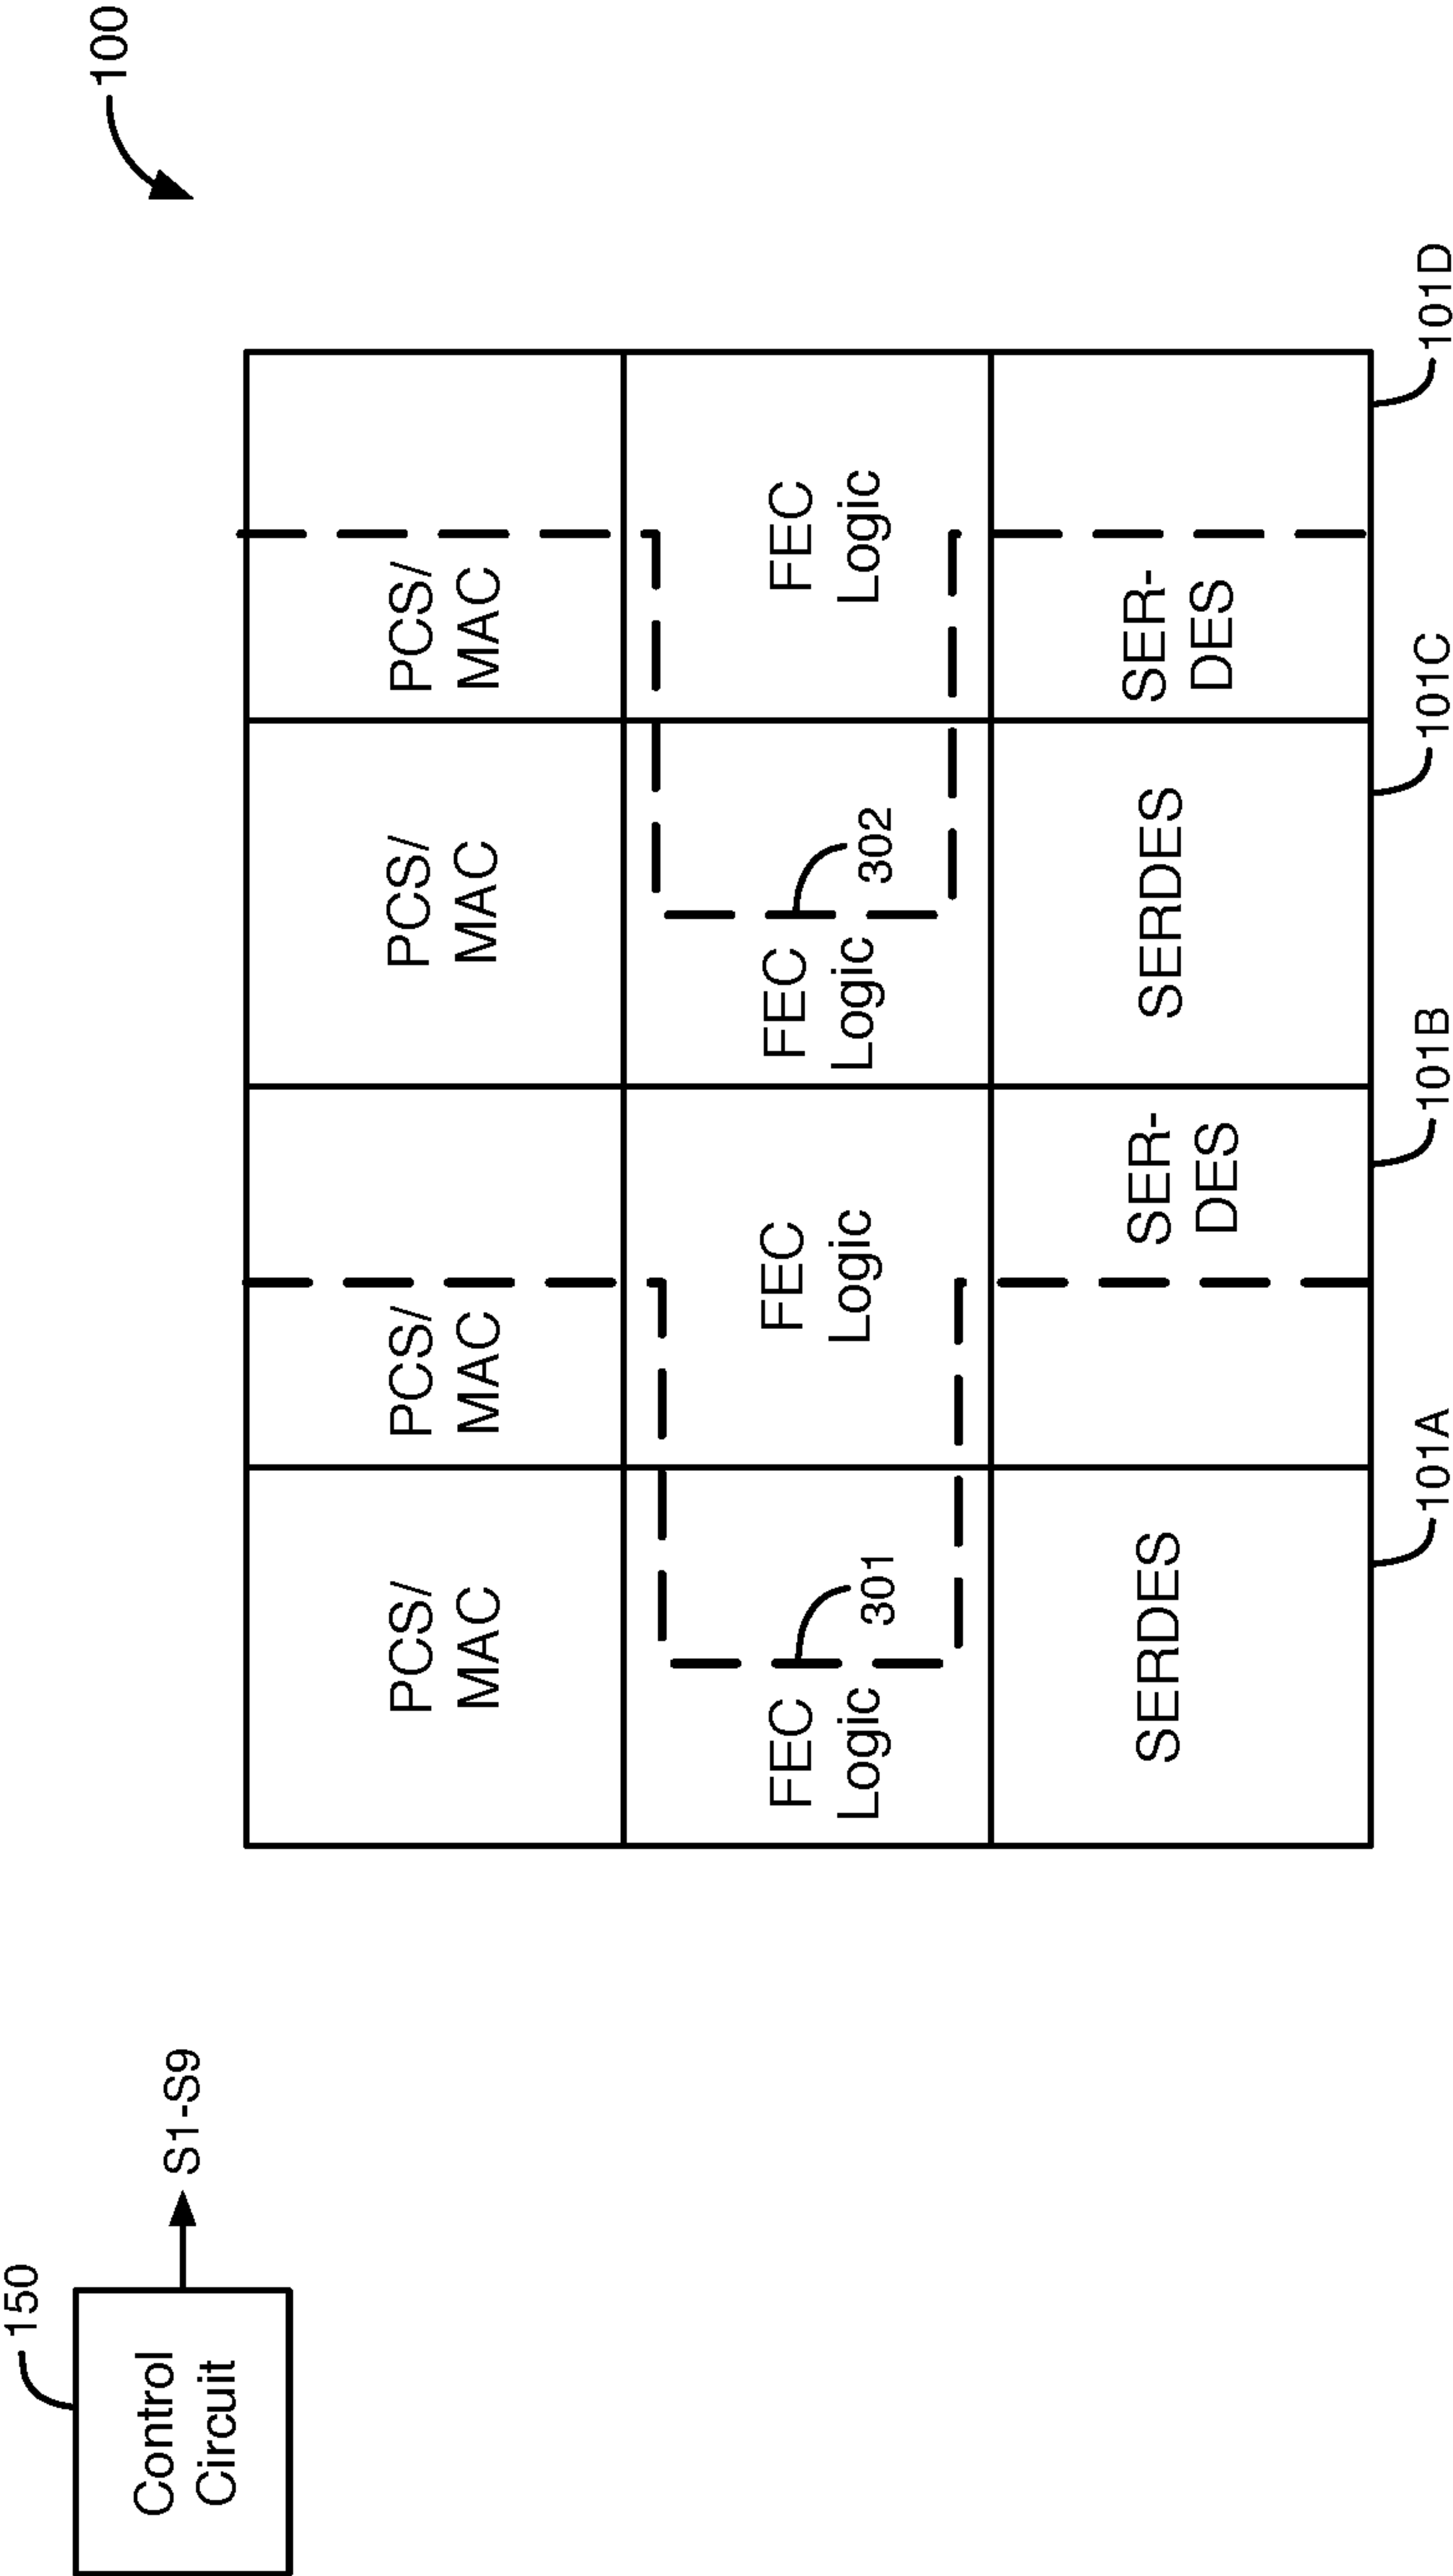 100
150
Control
Circuit
S1-S9
PCS/
MAC
PCS/
MAC
PCS/
MAC
PCS/
MAC
FEC
Logic
301
FEC
Logic
FEC
Logic
302
FEC
Logic
SERDES
SER-
DES
SERDES
SER-
DES
101A
101B
101C
101D